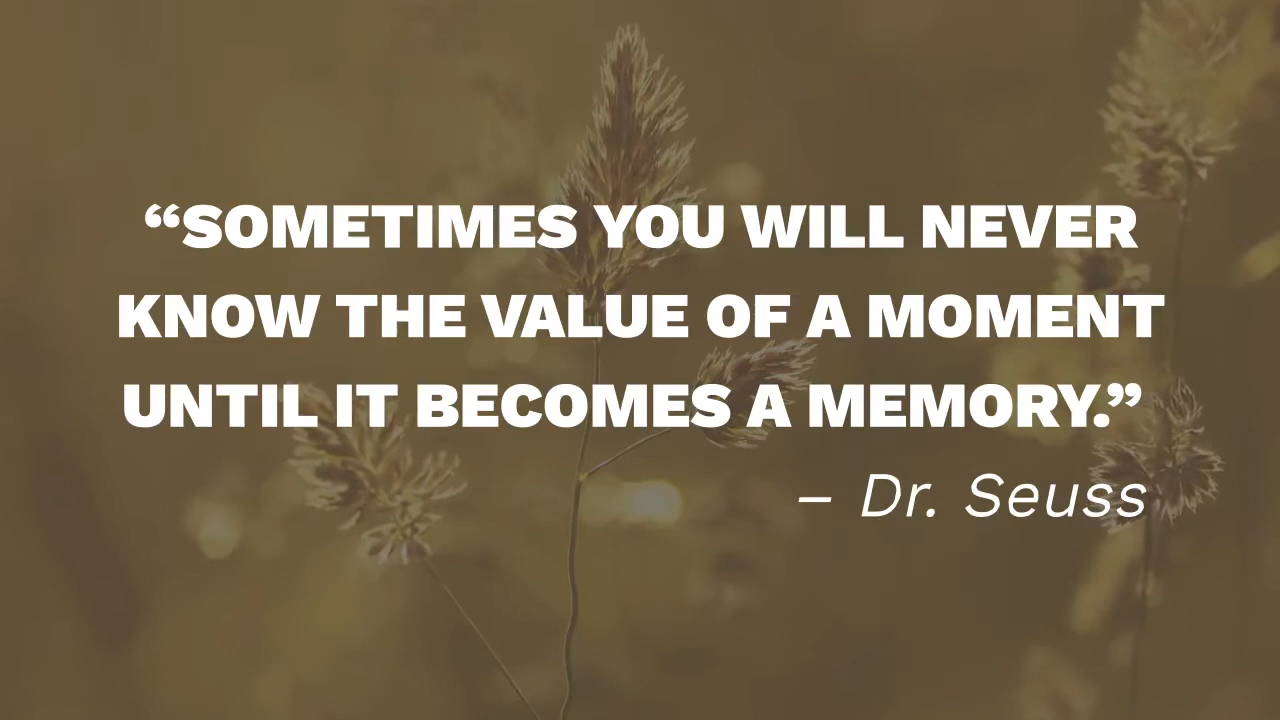 “SOMETIMES YOU WILL NEVER
KNOW THE VALUE OF A MOMENT
UNTIL IT BECOMES A MEMORY.”
– Dr. Seuss